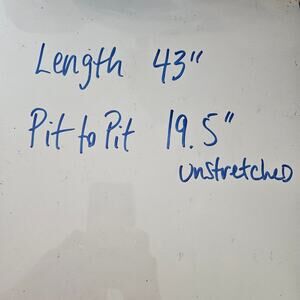 Length 43"
Pit to Pit 19.5"
unstretched